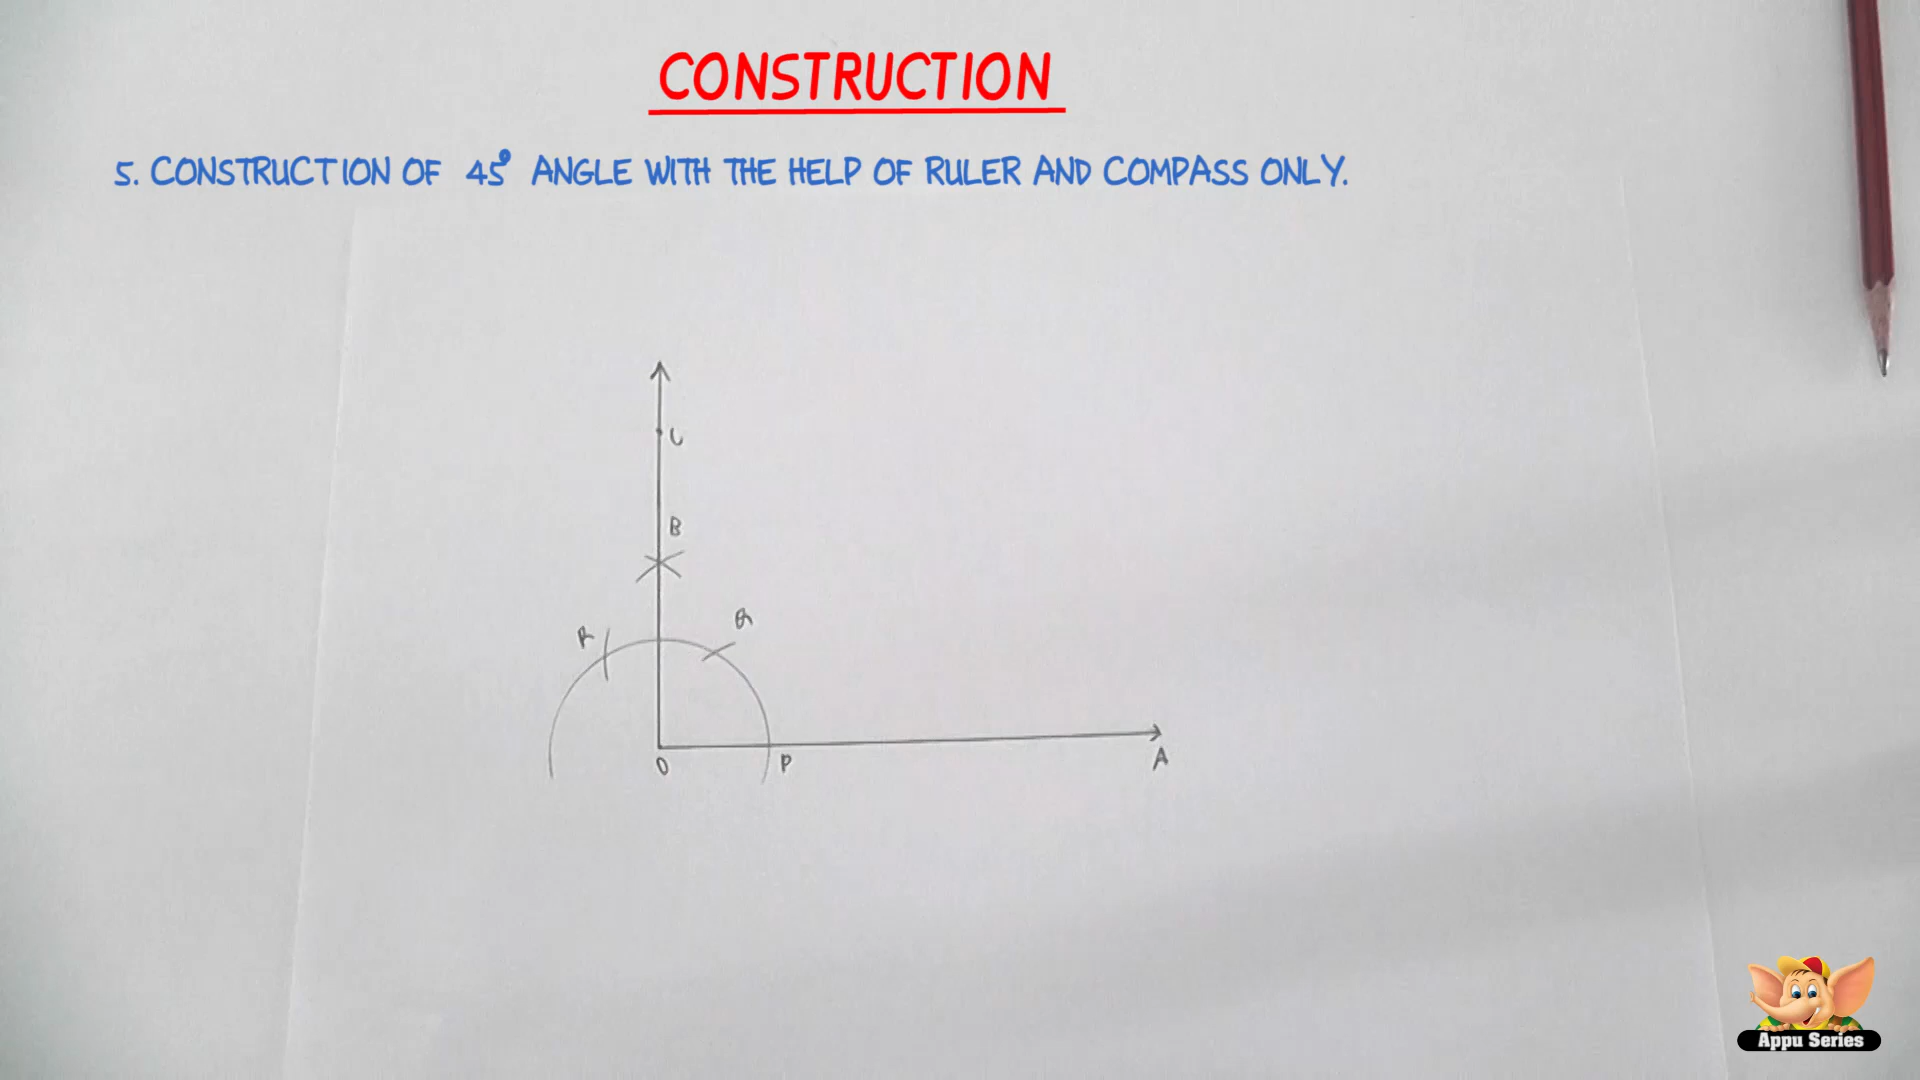 CONSTRUCTION
5. CONSTRUCTION OF 45° ANGLE WITH THE HELP OF RULER AND COMPASS ONLY.
C
B
Q
R
O P A
Appu Series